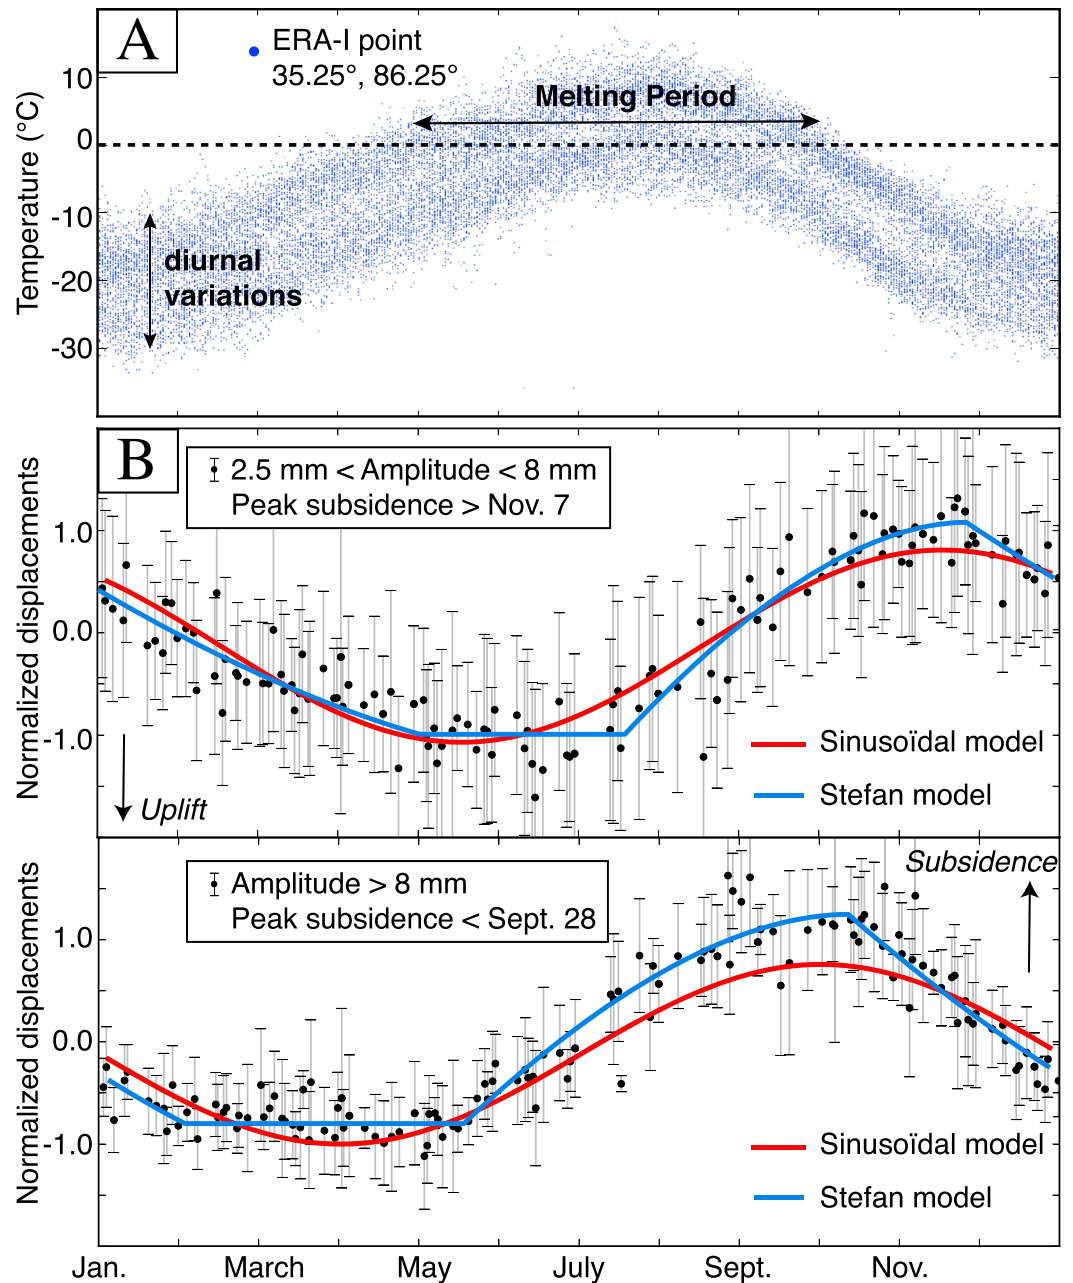 A
ERA-I point
35.25°, 86.25°
Melting Period
diurnal
variations
Temperature (°C)
10
0
-10
-20
-30
B
2.5 mm < Amplitude < 8 mm
Peak subsidence > Nov. 7
Normalized displacements
1.0
0.0
-1.0
Uplift
Sinusoïdal model
Stefan model
Amplitude > 8 mm
Peak subsidence < Sept. 28
Subsidence
Normalized displacements
1.0
0.0
-1.0
Sinusoïdal model
Stefan model
Jan. March May July Sept. Nov.